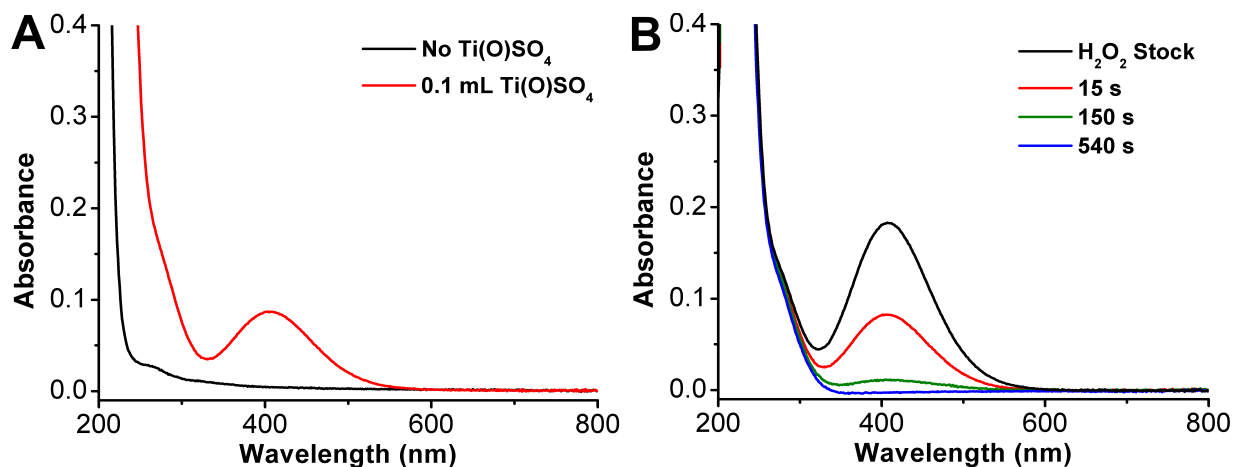 A
0.4
0.3
0.2
0.1
0.0
200
400
600
800
Absorbance
Wavelength (nm)
No Ti(O)SO₄
0.1 mL Ti(O)SO₄
B
0.4
0.3
0.2
0.1
0.0
200
400
600
800
Absorbance
Wavelength (nm)
H₂O₂ Stock
15 s
150 s
540 s